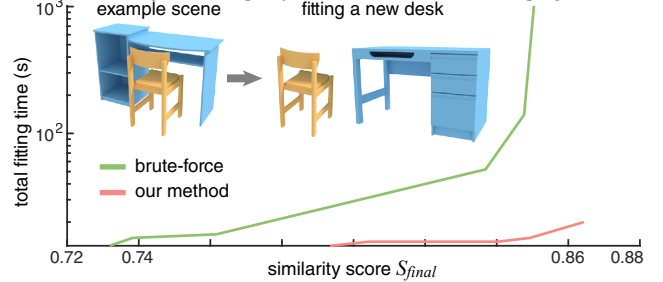 example scene
fitting a new desk
10³
total fitting time (s)
10²
brute-force
our method
0.72
0.74
0.86
0.88
similarity score S_final